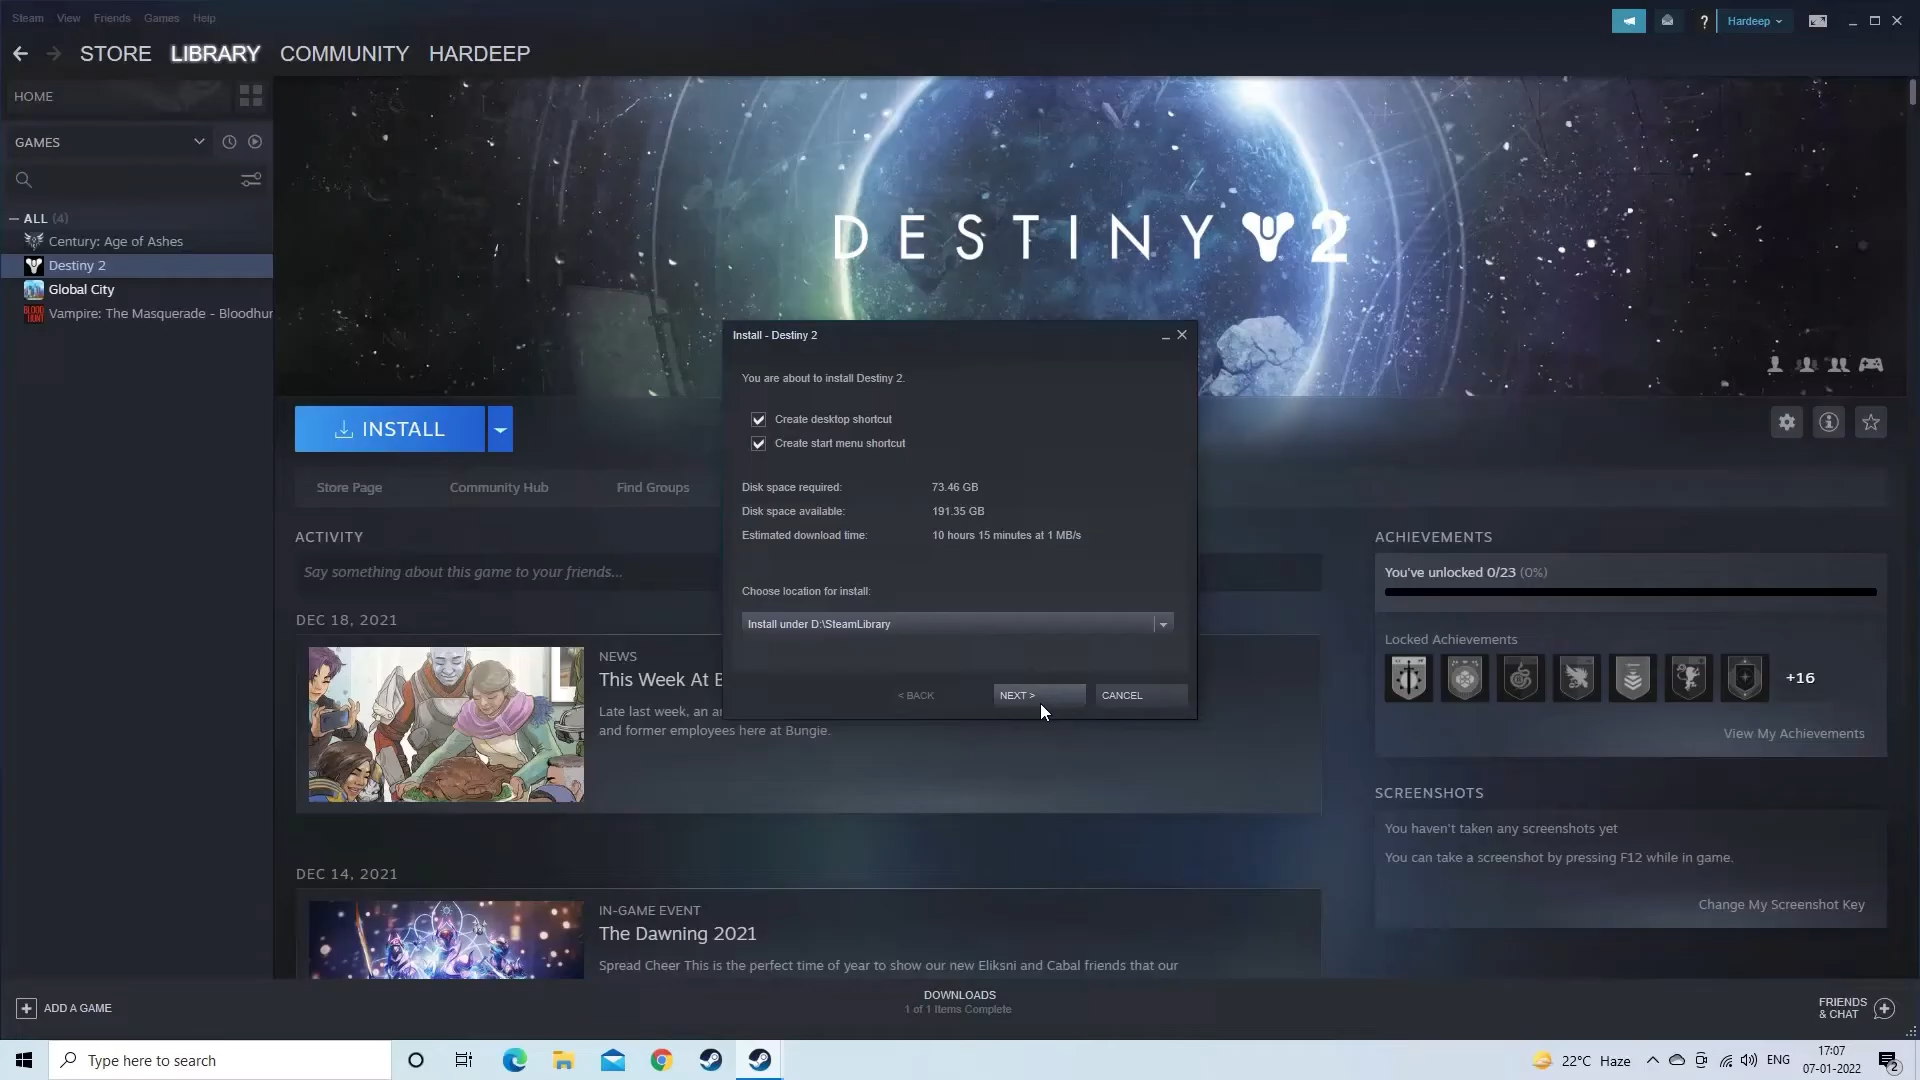 Steam View Friends Games Help
Hardeep
STORE LIBRARY COMMUNITY HARDEEP
HOME
GAMES
ALL (4)
Century: Age of Ashes
Destiny 2
Global City
Vampire: The Masquerade - Bloodhun
DESTINY 2
INSTALL
Store Page Community Hub Find Groups
Install - Destiny 2
You are about to install Destiny 2.
Create desktop shortcut
Create start menu shortcut
Disk space required: 73.46 GB
Disk space available: 191.35 GB
Estimated download time: 10 hours 15 minutes at 1 MB/s
Choose location for install:
Install under D:\SteamLibrary
< BACK NEXT > CANCEL
ACTIVITY
Say something about this game to your friends...
DEC 18, 2021
NEWS
This Week At B
Late last week, an ar
and former employees here at Bungie.
DEC 14, 2021
IN-GAME EVENT
The Dawning 2021
Spread Cheer This is the perfect time of year to show our new Eliksni and Cabal friends that our
ACHIEVEMENTS
You've unlocked 0/23 (0%)
Locked Achievements
+16
View My Achievements
SCREENSHOTS
You haven't taken any screenshots yet
You can take a screenshot by pressing F12 while in game.
Change My Screenshot Key
ADD A GAME
DOWNLOADS
1 of 1 Items Complete
FRIENDS
& CHAT
Type here to search
22°C Haze
ENG
17:07
07-01-2022
2